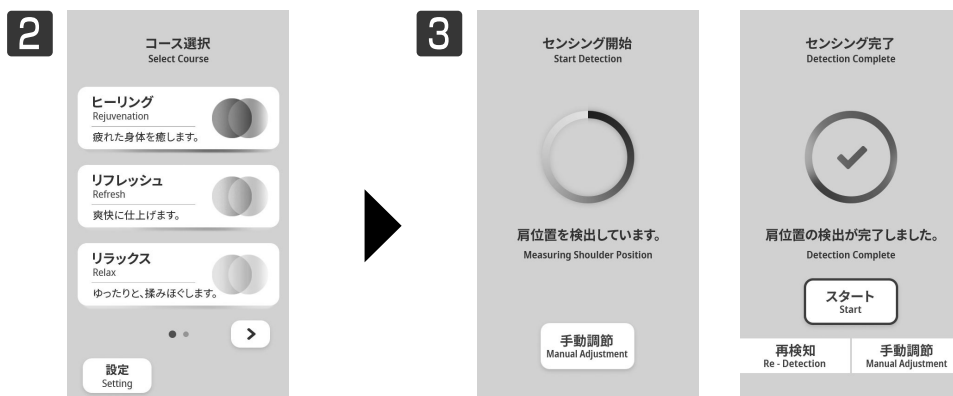 2
コース選択
Select Course
ヒーリング
Rejuvenation
疲れた身体を癒します。
リフレッシュ
Refresh
爽快に仕上げます。
リラックス
Relax
ゆったりと、揉みほぐします。
設定
Setting
3
センシング開始
Start Detection
肩位置を検出しています。
Measuring Shoulder Position
手動調節
Manual Adjustment
センシング完了
Detection Complete
肩位置の検出が完了しました。
Detection Complete
スタート
Start
再検知
Re - Detection
手動調節
Manual Adjustment